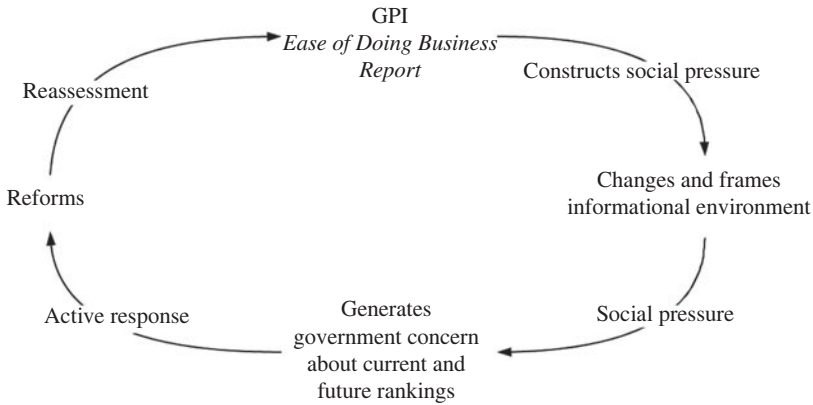 GPI
Ease of Doing Business
Report
Constructs social pressure
Changes and frames
informational environment
Social pressure
Generates
government concern
about current and
future rankings
Active response
Reforms
Reassessment